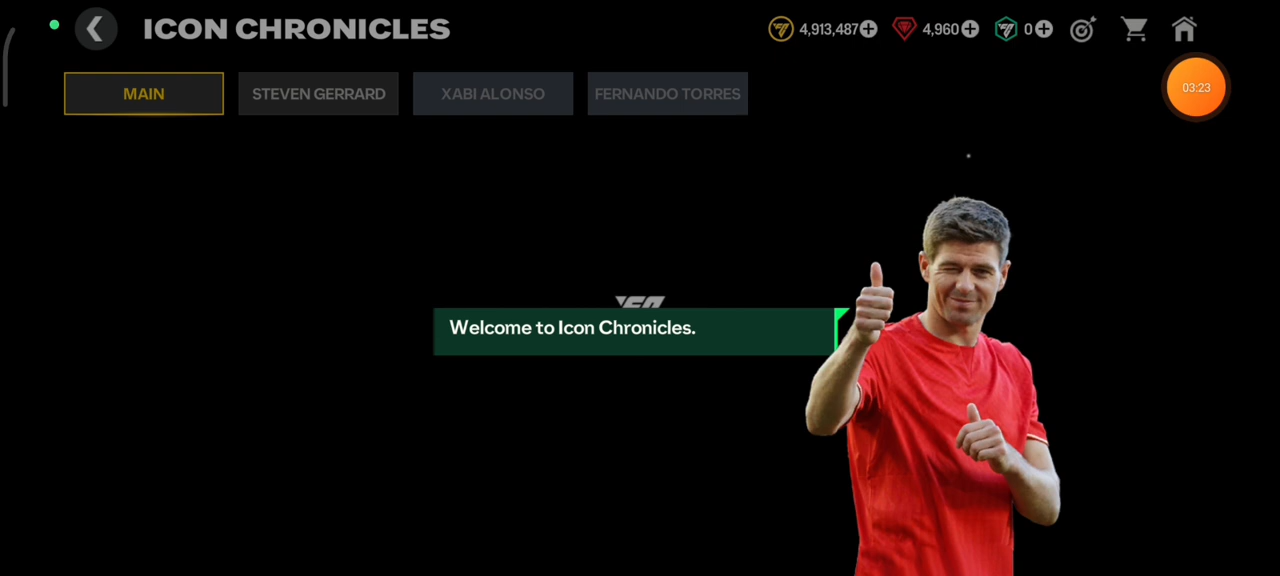 ICON CHRONICLES
4,913,487
4,960
0
MAIN
STEVEN GERRARD
XABI ALONSO
FERNANDO TORRES
03:23
Welcome to Icon Chronicles.